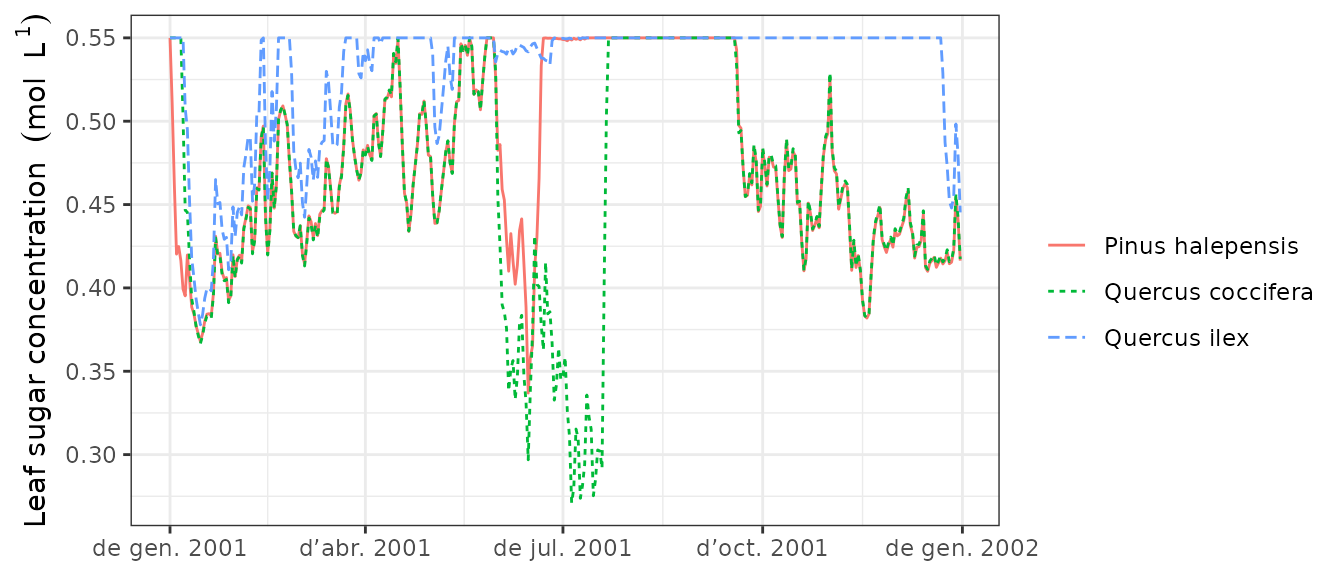 Leaf sugar concentration (mol L¹)
0.55
0.50
0.45
0.40
0.35
0.30
de gen. 2001
d’abr. 2001
de jul. 2001
d’oct. 2001
de gen. 2002
Pinus halepensis
Quercus coccifera
Quercus ilex